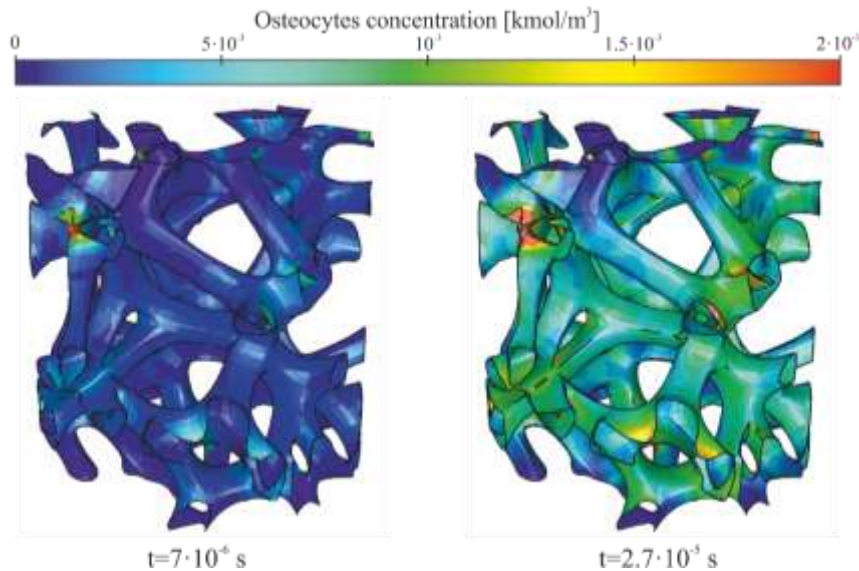 Osteocytes concentration [kmol/m³]
0 5·10⁻³ 10⁻³ 1.5·10⁻³ 2·10⁻³
t=7·10⁻⁶ s t=2.7·10⁻⁵ s